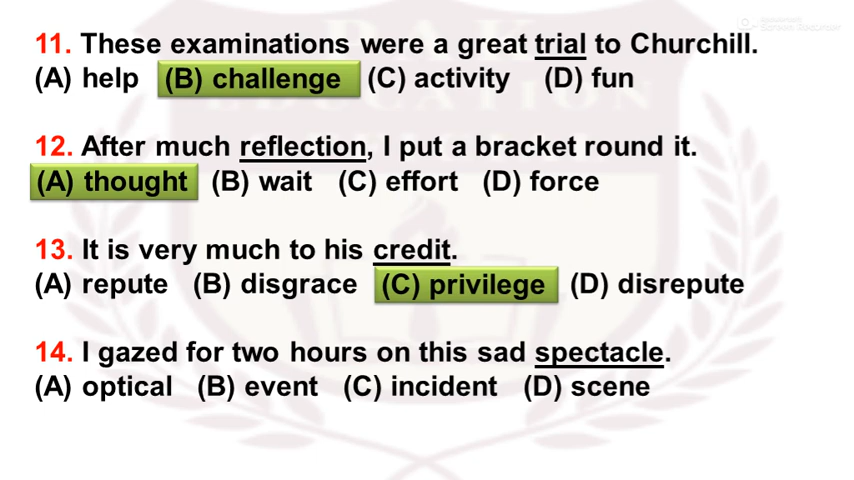 11. These examinations were a great trial to Churchill.
(A) help (B) challenge (C) activity (D) fun
12. After much reflection, I put a bracket round it.
(A) thought (B) wait (C) effort (D) force
13. It is very much to his credit.
(A) repute (B) disgrace (C) privilege (D) disrepute
14. I gazed for two hours on this sad spectacle.
(A) optical (B) event (C) incident (D) scene